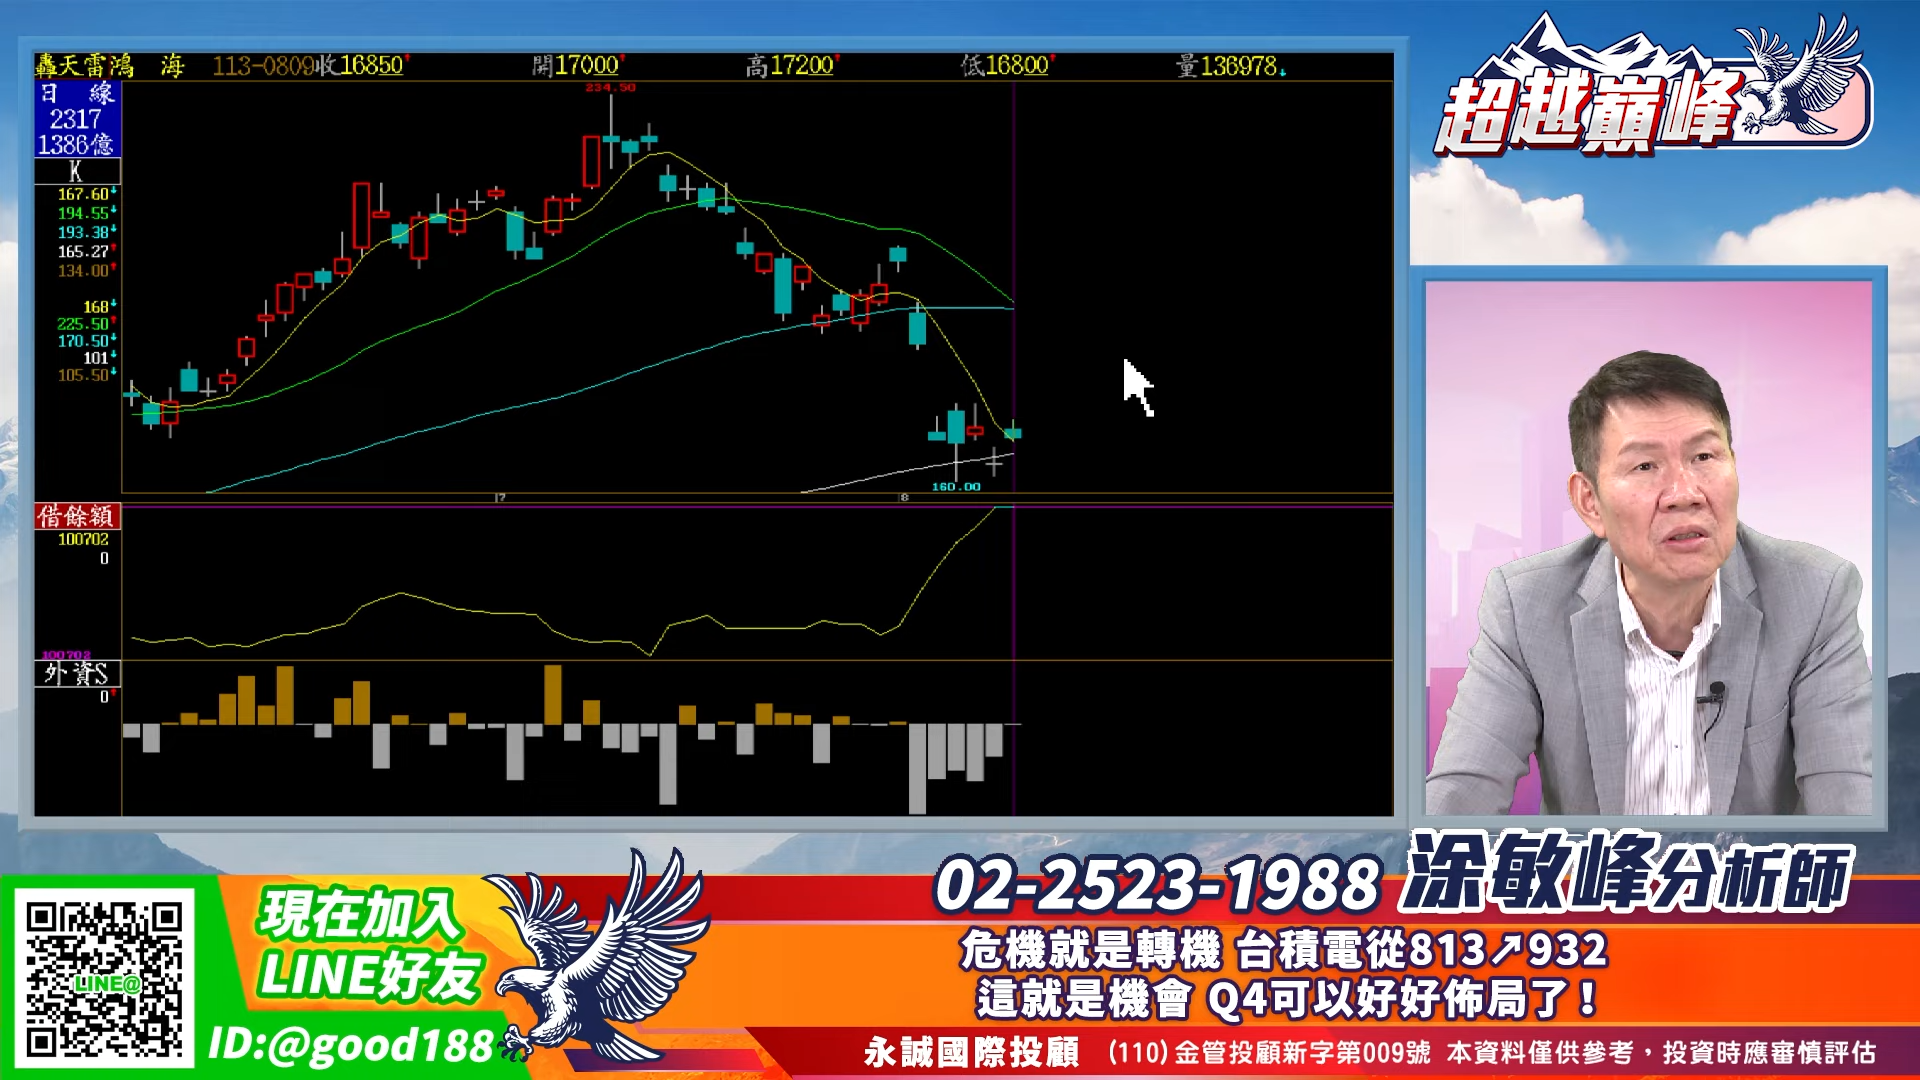 轟天雷鴻 海 113-0809收16850 開17000 高17200 低16800 量136978
日 線
2317
1386億
K
167.60
194.55
193.38
165.27
134.00
168
225.50
170.50
101
105.50
234.50
160.00
7
8
借餘額
100702
0
100702
外資S
0
超越巔峰
LINE@
現在加入
LINE好友
ID:@good188
02-2523-1988 涂敏峰分析師
危機就是轉機 台積電從813↗932
這就是機會 Q4可以好好佈局了！
永誠國際投顧 (110)金管投顧新字第009號 本資料僅供參考，投資時應審慎評估